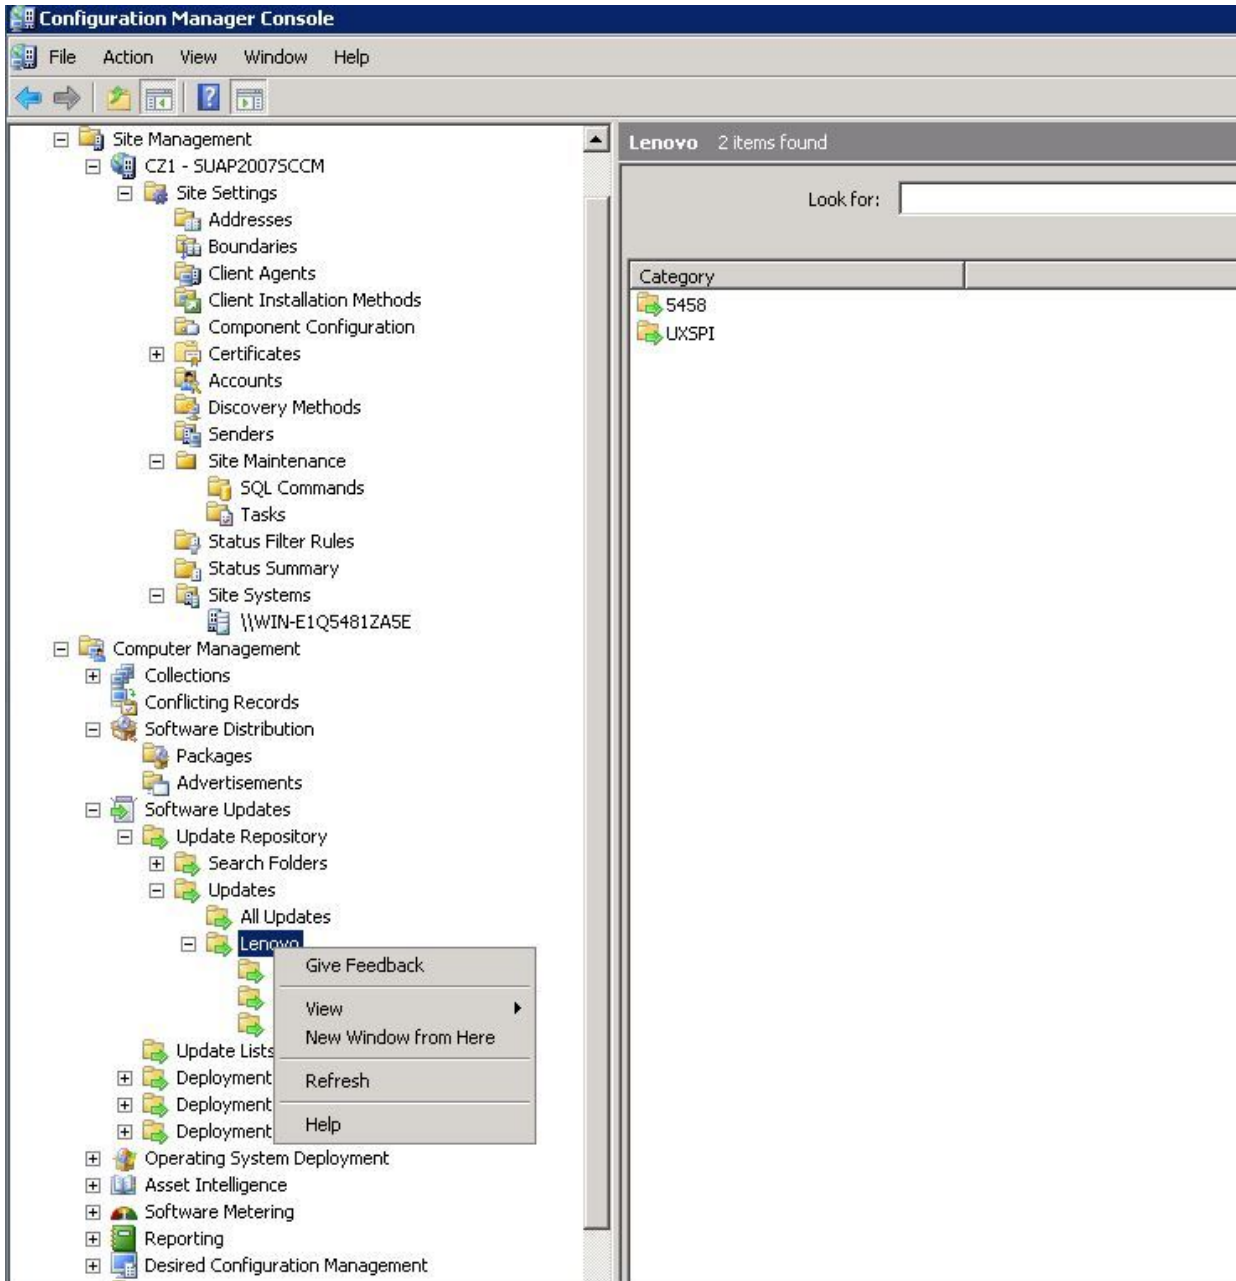 Configuration Manager Console
File Action View Window Help
Site Management
CZ1 - SUAP2007SCCM
Site Settings
Addresses
Boundaries
Client Agents
Client Installation Methods
Component Configuration
Certificates
Accounts
Discovery Methods
Senders
Site Maintenance
SQL Commands
Tasks
Status Filter Rules
Status Summary
Site Systems
\\WIN-E1Q5481ZA5E
Computer Management
Collections
Conflicting Records
Software Distribution
Packages
Advertisements
Software Updates
Update Repository
Search Folders
Updates
All Updates
Lenovo
Update Lists
Deployment
Deployment
Deployment
Operating System Deployment
Asset Intelligence
Software Metering
Reporting
Desired Configuration Management
Give Feedback
View
New Window from Here
Refresh
Help
Lenovo 2 items found
Look for:
Category
5458
UXSPI